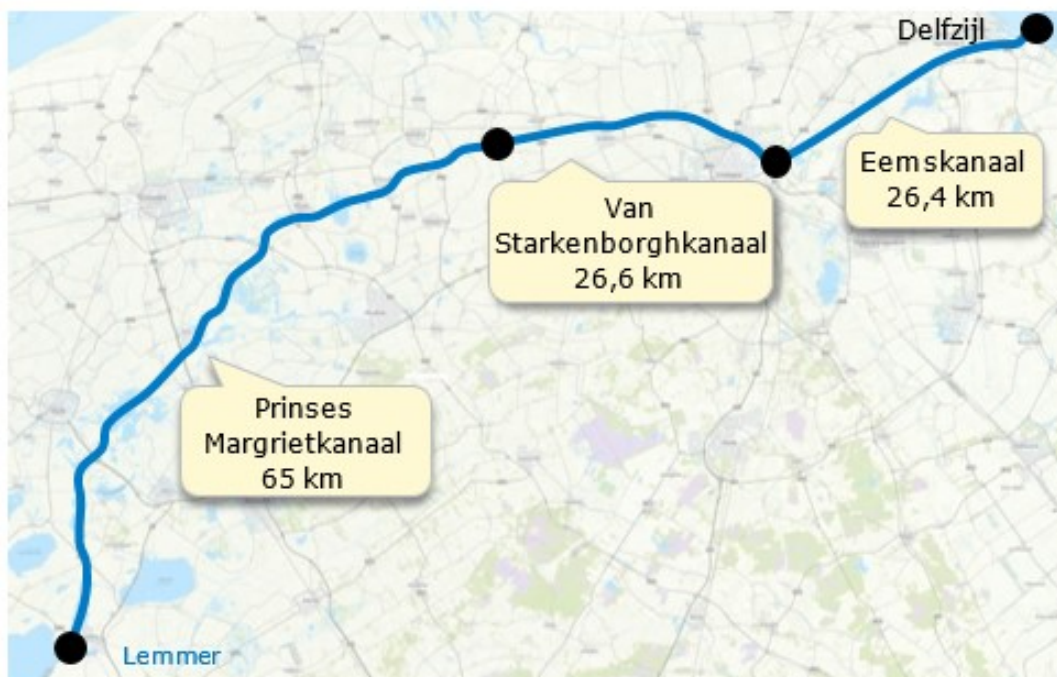 Delfzijl
Eemskanaal
26,4 km
Van
Starkenborghkanaal
26,6 km
Prinses
Margrietkanaal
65 km
Lemmer